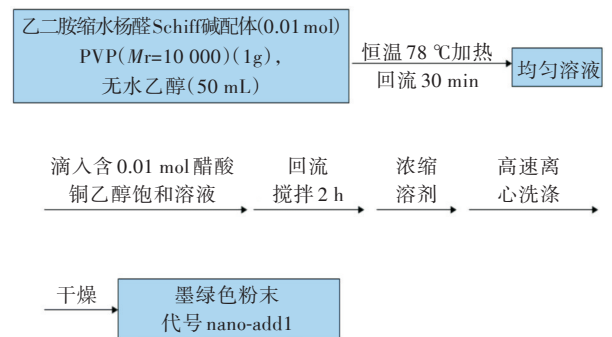 乙二胺缩水杨醛Schiff碱配体(0.01 mol)
PVP(Mr=10 000)(1g),
无水乙醇(50 mL)
恒温 78 ℃加热
回流 30 min
均匀溶液
滴入含 0.01 mol醋酸
铜乙醇饱和溶液
回流
搅拌 2 h
浓缩
溶剂
高速离
心洗涤
干燥
墨绿色粉末
代号 nano-add1